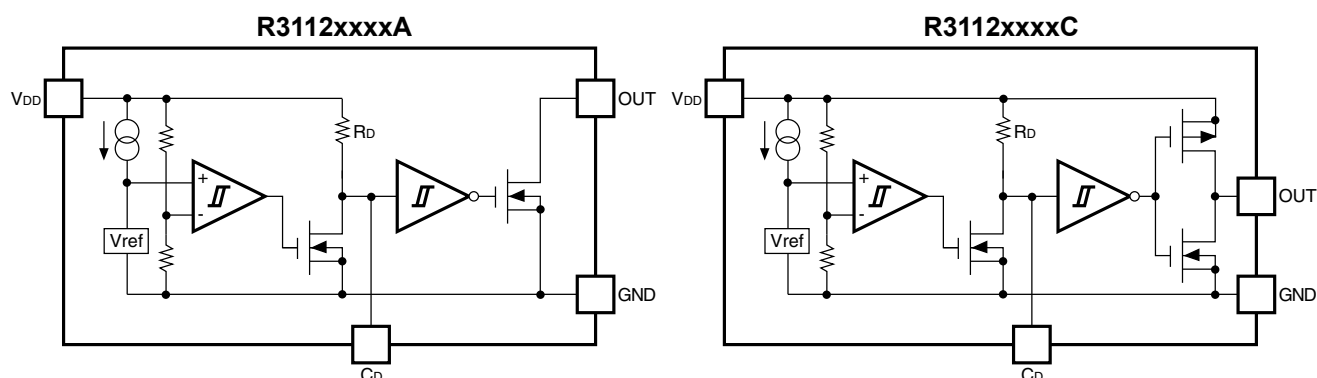 R3112xxxxA
VDD
OUT
RD
+
-
Vref
GND
CD
R3112xxxxC
VDD
RD
+
-
OUT
Vref
GND
CD